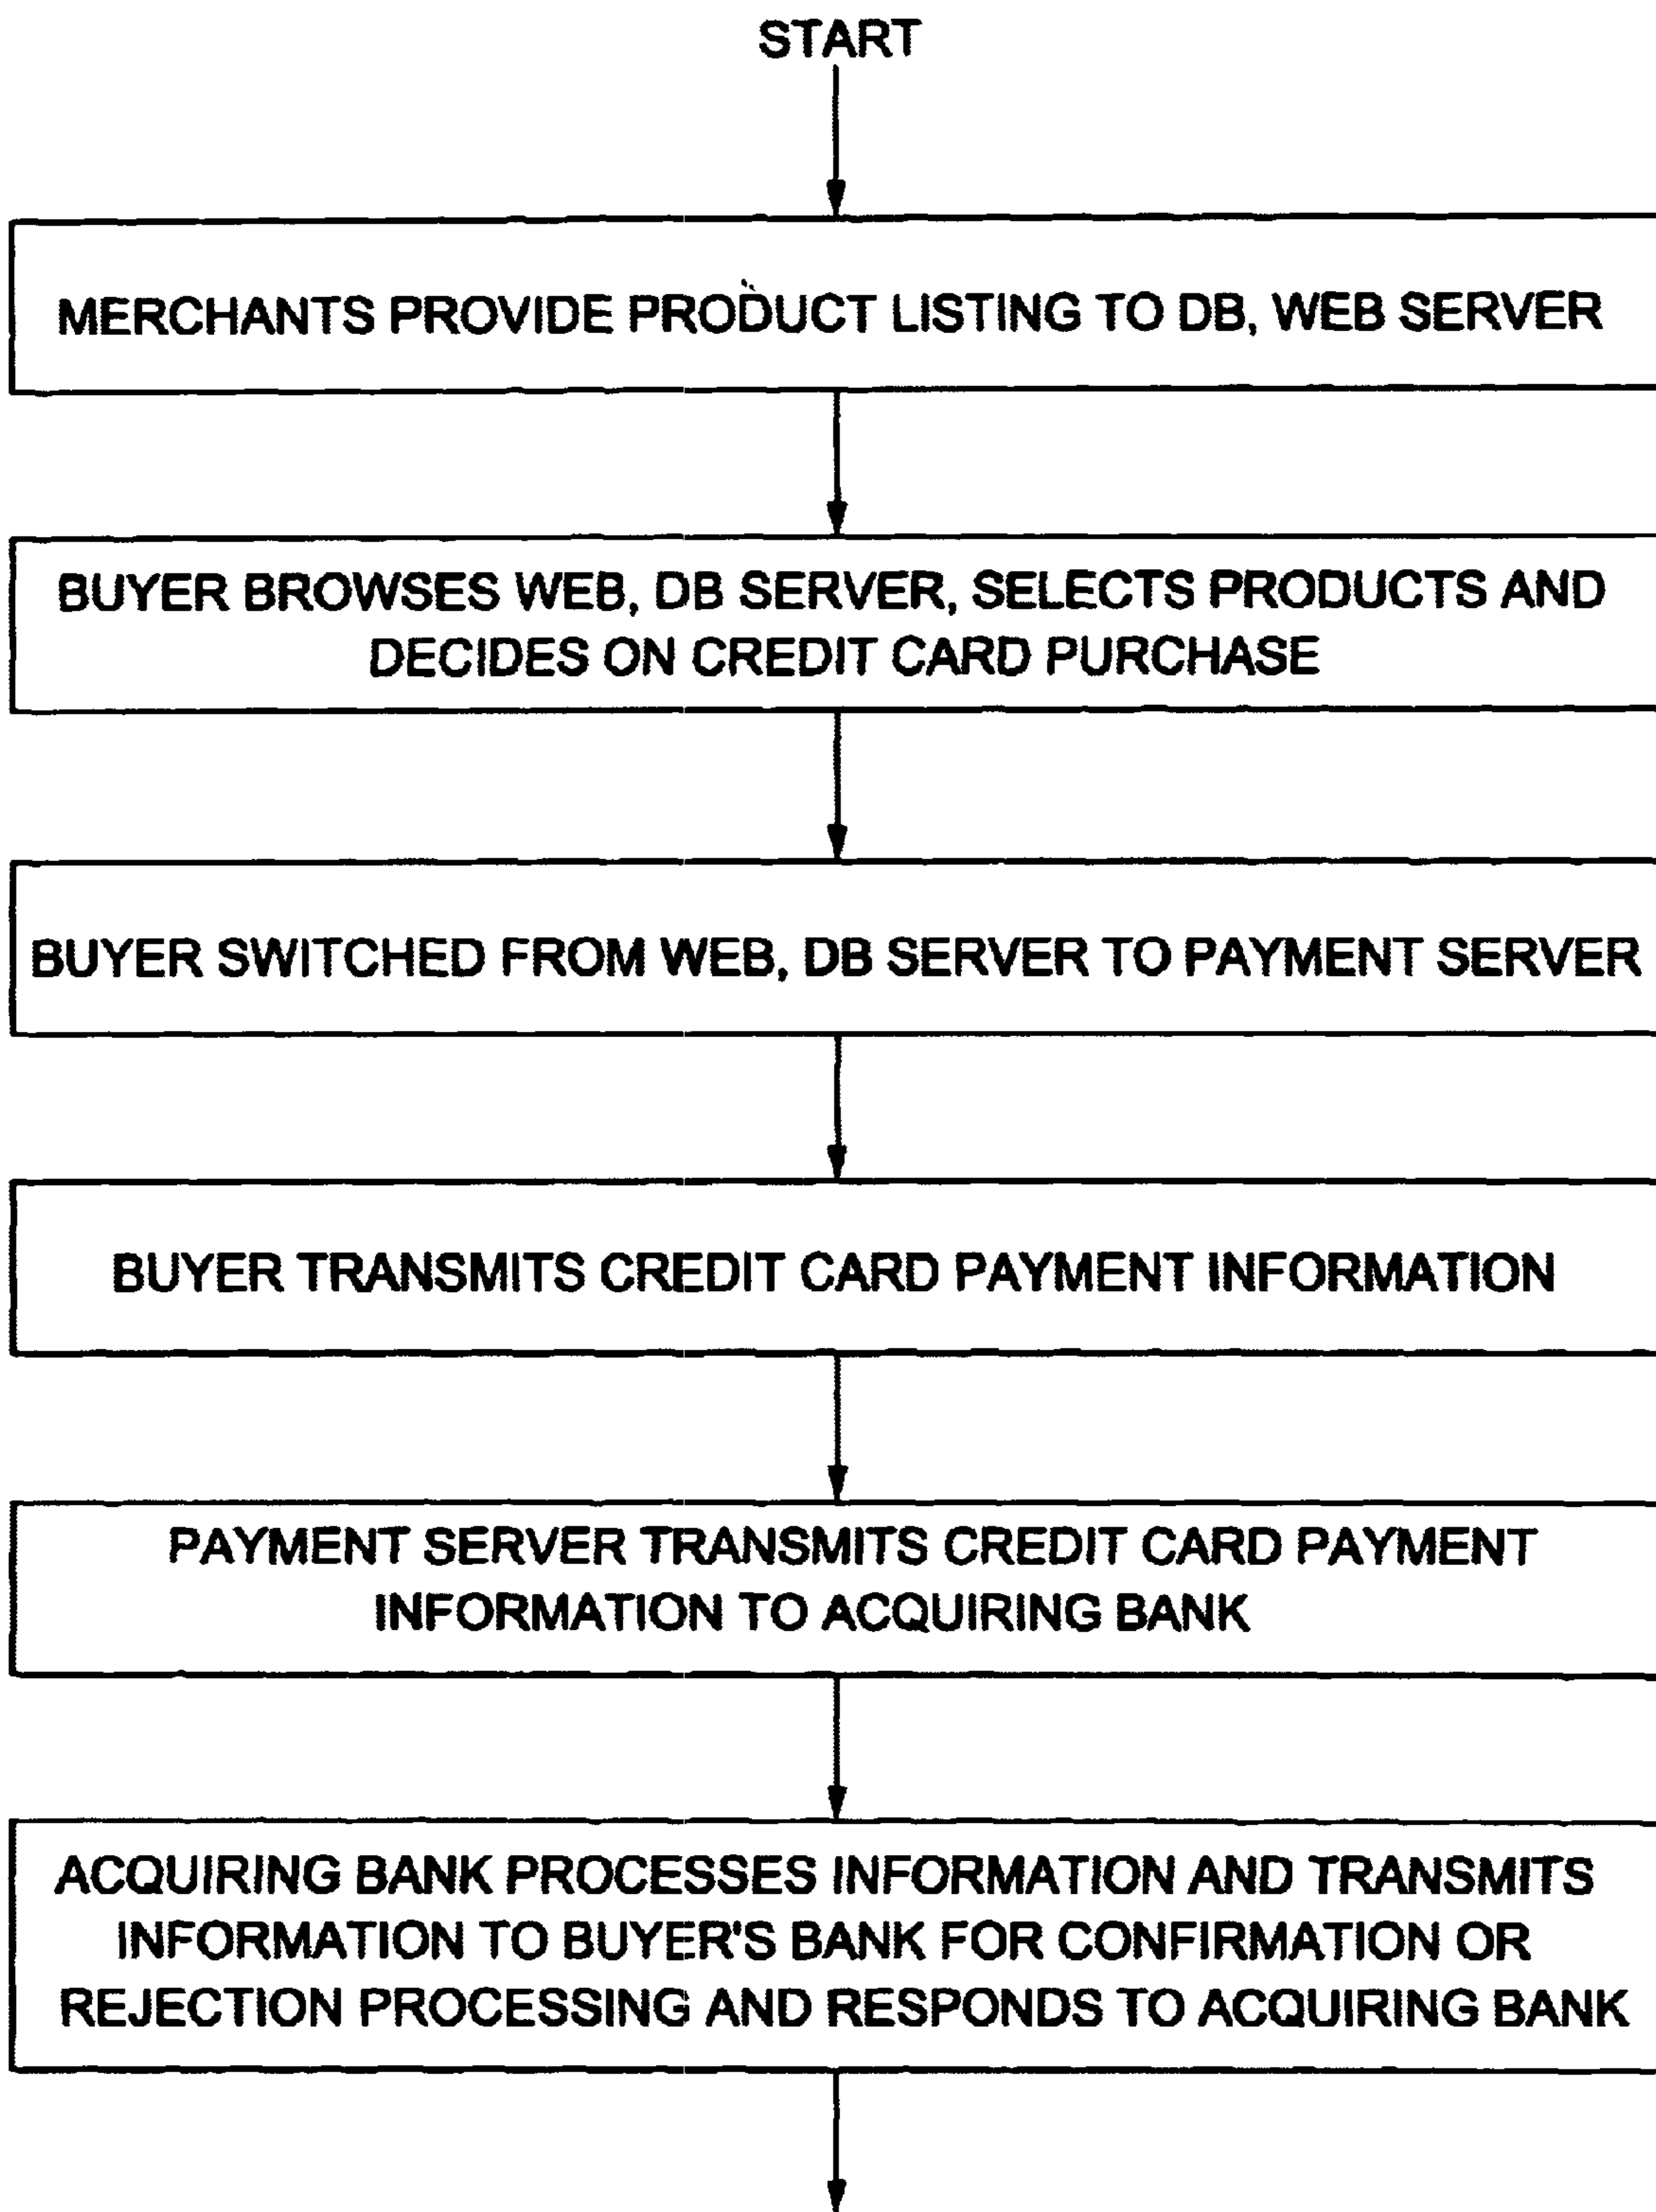 START
MERCHANTS PROVIDE PRODUCT LISTING TO DB, WEB SERVER
BUYER BROWSES WEB, DB SERVER, SELECTS PRODUCTS AND
DECIDES ON CREDIT CARD PURCHASE
BUYER SWITCHED FROM WEB, DB SERVER TO PAYMENT SERVER
BUYER TRANSMITS CREDIT CARD PAYMENT INFORMATION
PAYMENT SERVER TRANSMITS CREDIT CARD PAYMENT
INFORMATION TO ACQUIRING BANK
ACQUIRING BANK PROCESSES INFORMATION AND TRANSMITS
INFORMATION TO BUYER'S BANK FOR CONFIRMATION OR
REJECTION PROCESSING AND RESPONDS TO ACQUIRING BANK